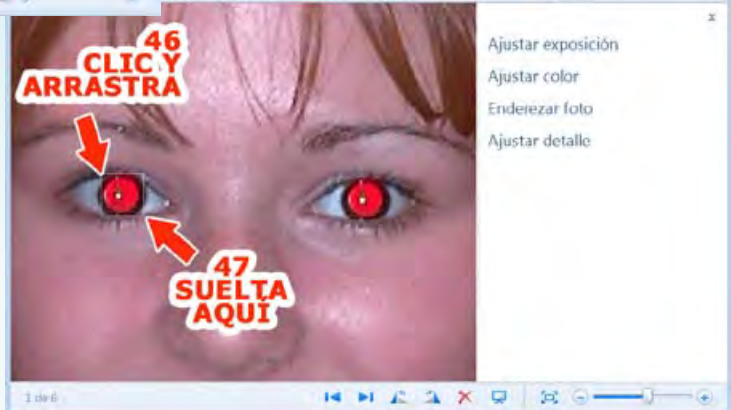 46
CLIC Y
ARRASTRA
47
SUELTA
AQUÍ
x
Ajustar exposición
Ajustar color
Enderezar foto
Ajustar detalle
1 de 6